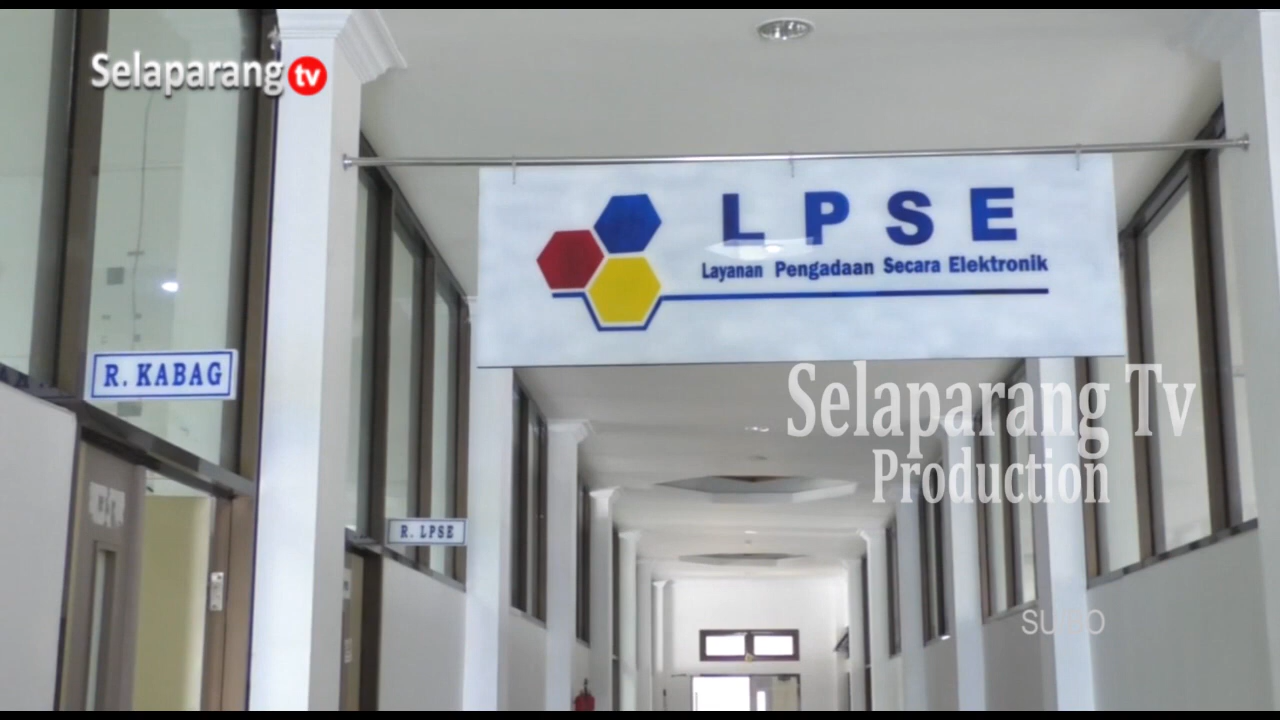 Selaparang tv
LPSE
Layanan Pengadaan Secara Elektronik
R. KABAG
Selaparang Tv
Production
R. LPSE